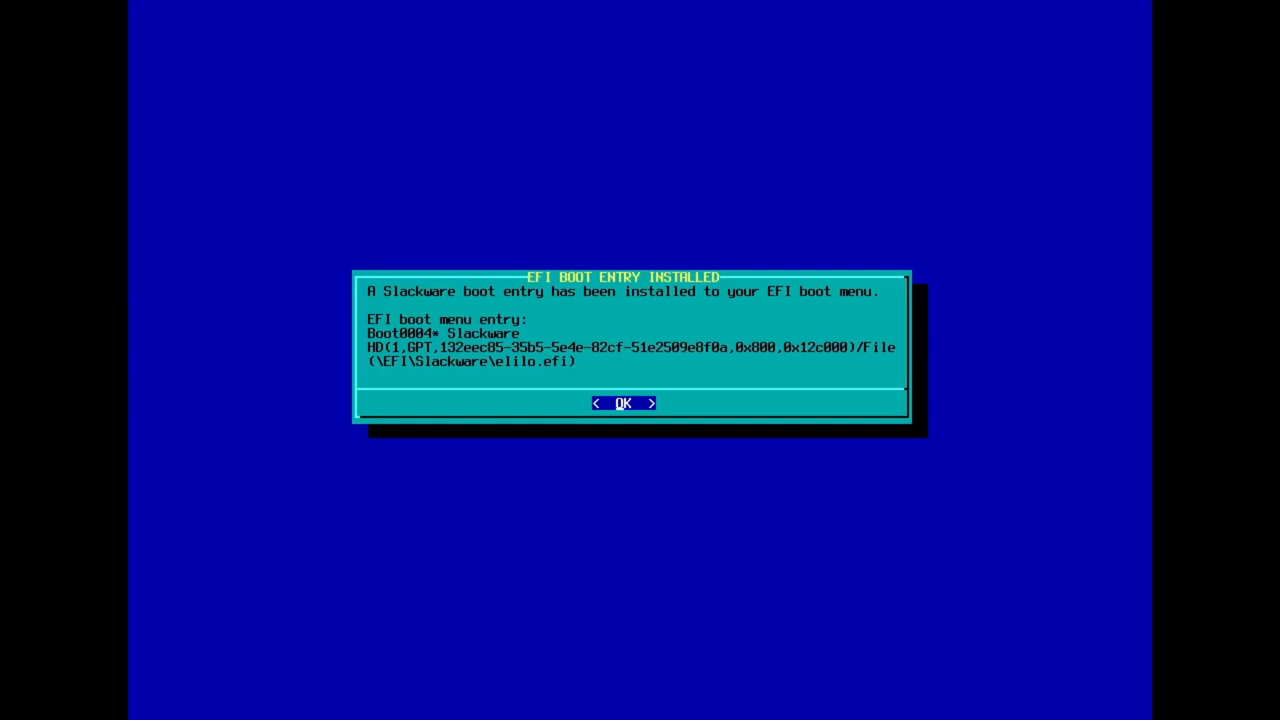 EFI BOOT ENTRY INSTALLED
A Slackware boot entry has been installed to your EFI boot menu.
EFI boot menu entry:
Boot0004* Slackware
HD(1,GPT,132eec85-35b5-5e4e-82cf-51e2509e8f0a,0x800,0x12c000)/File
(\EFI\Slackware\elilo.efi)
< OK >